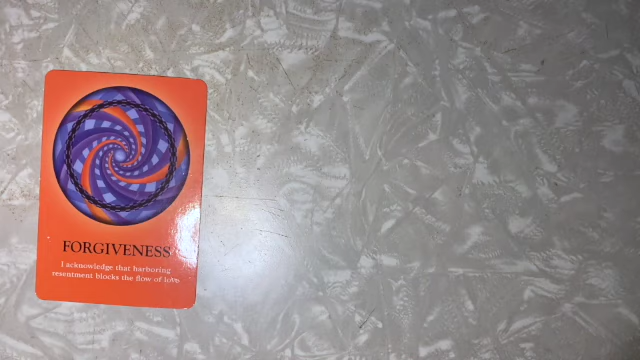 FORGIVENESS
I acknowledge that harboring
resentment blocks the flow of love